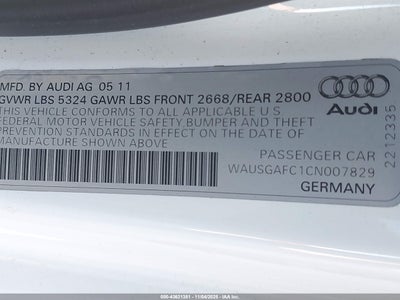 MFD. BY AUDI AG 05 11
GVWR LBS 5324 GAWR LBS FRONT 2668/REAR 2800
THIS VEHICLE CONFORMS TO ALL APPLICABLE U.S.
FEDERAL MOTOR VEHICLE SAFETY BUMPER AND THEFT
PREVENTION STANDARDS IN EFFECT ON THE DATE OF
MANUFACTURE SHOWN ABOVE
Audi
PASSENGER CAR
WAUSGAFC1CN007829
GERMANY
2212335